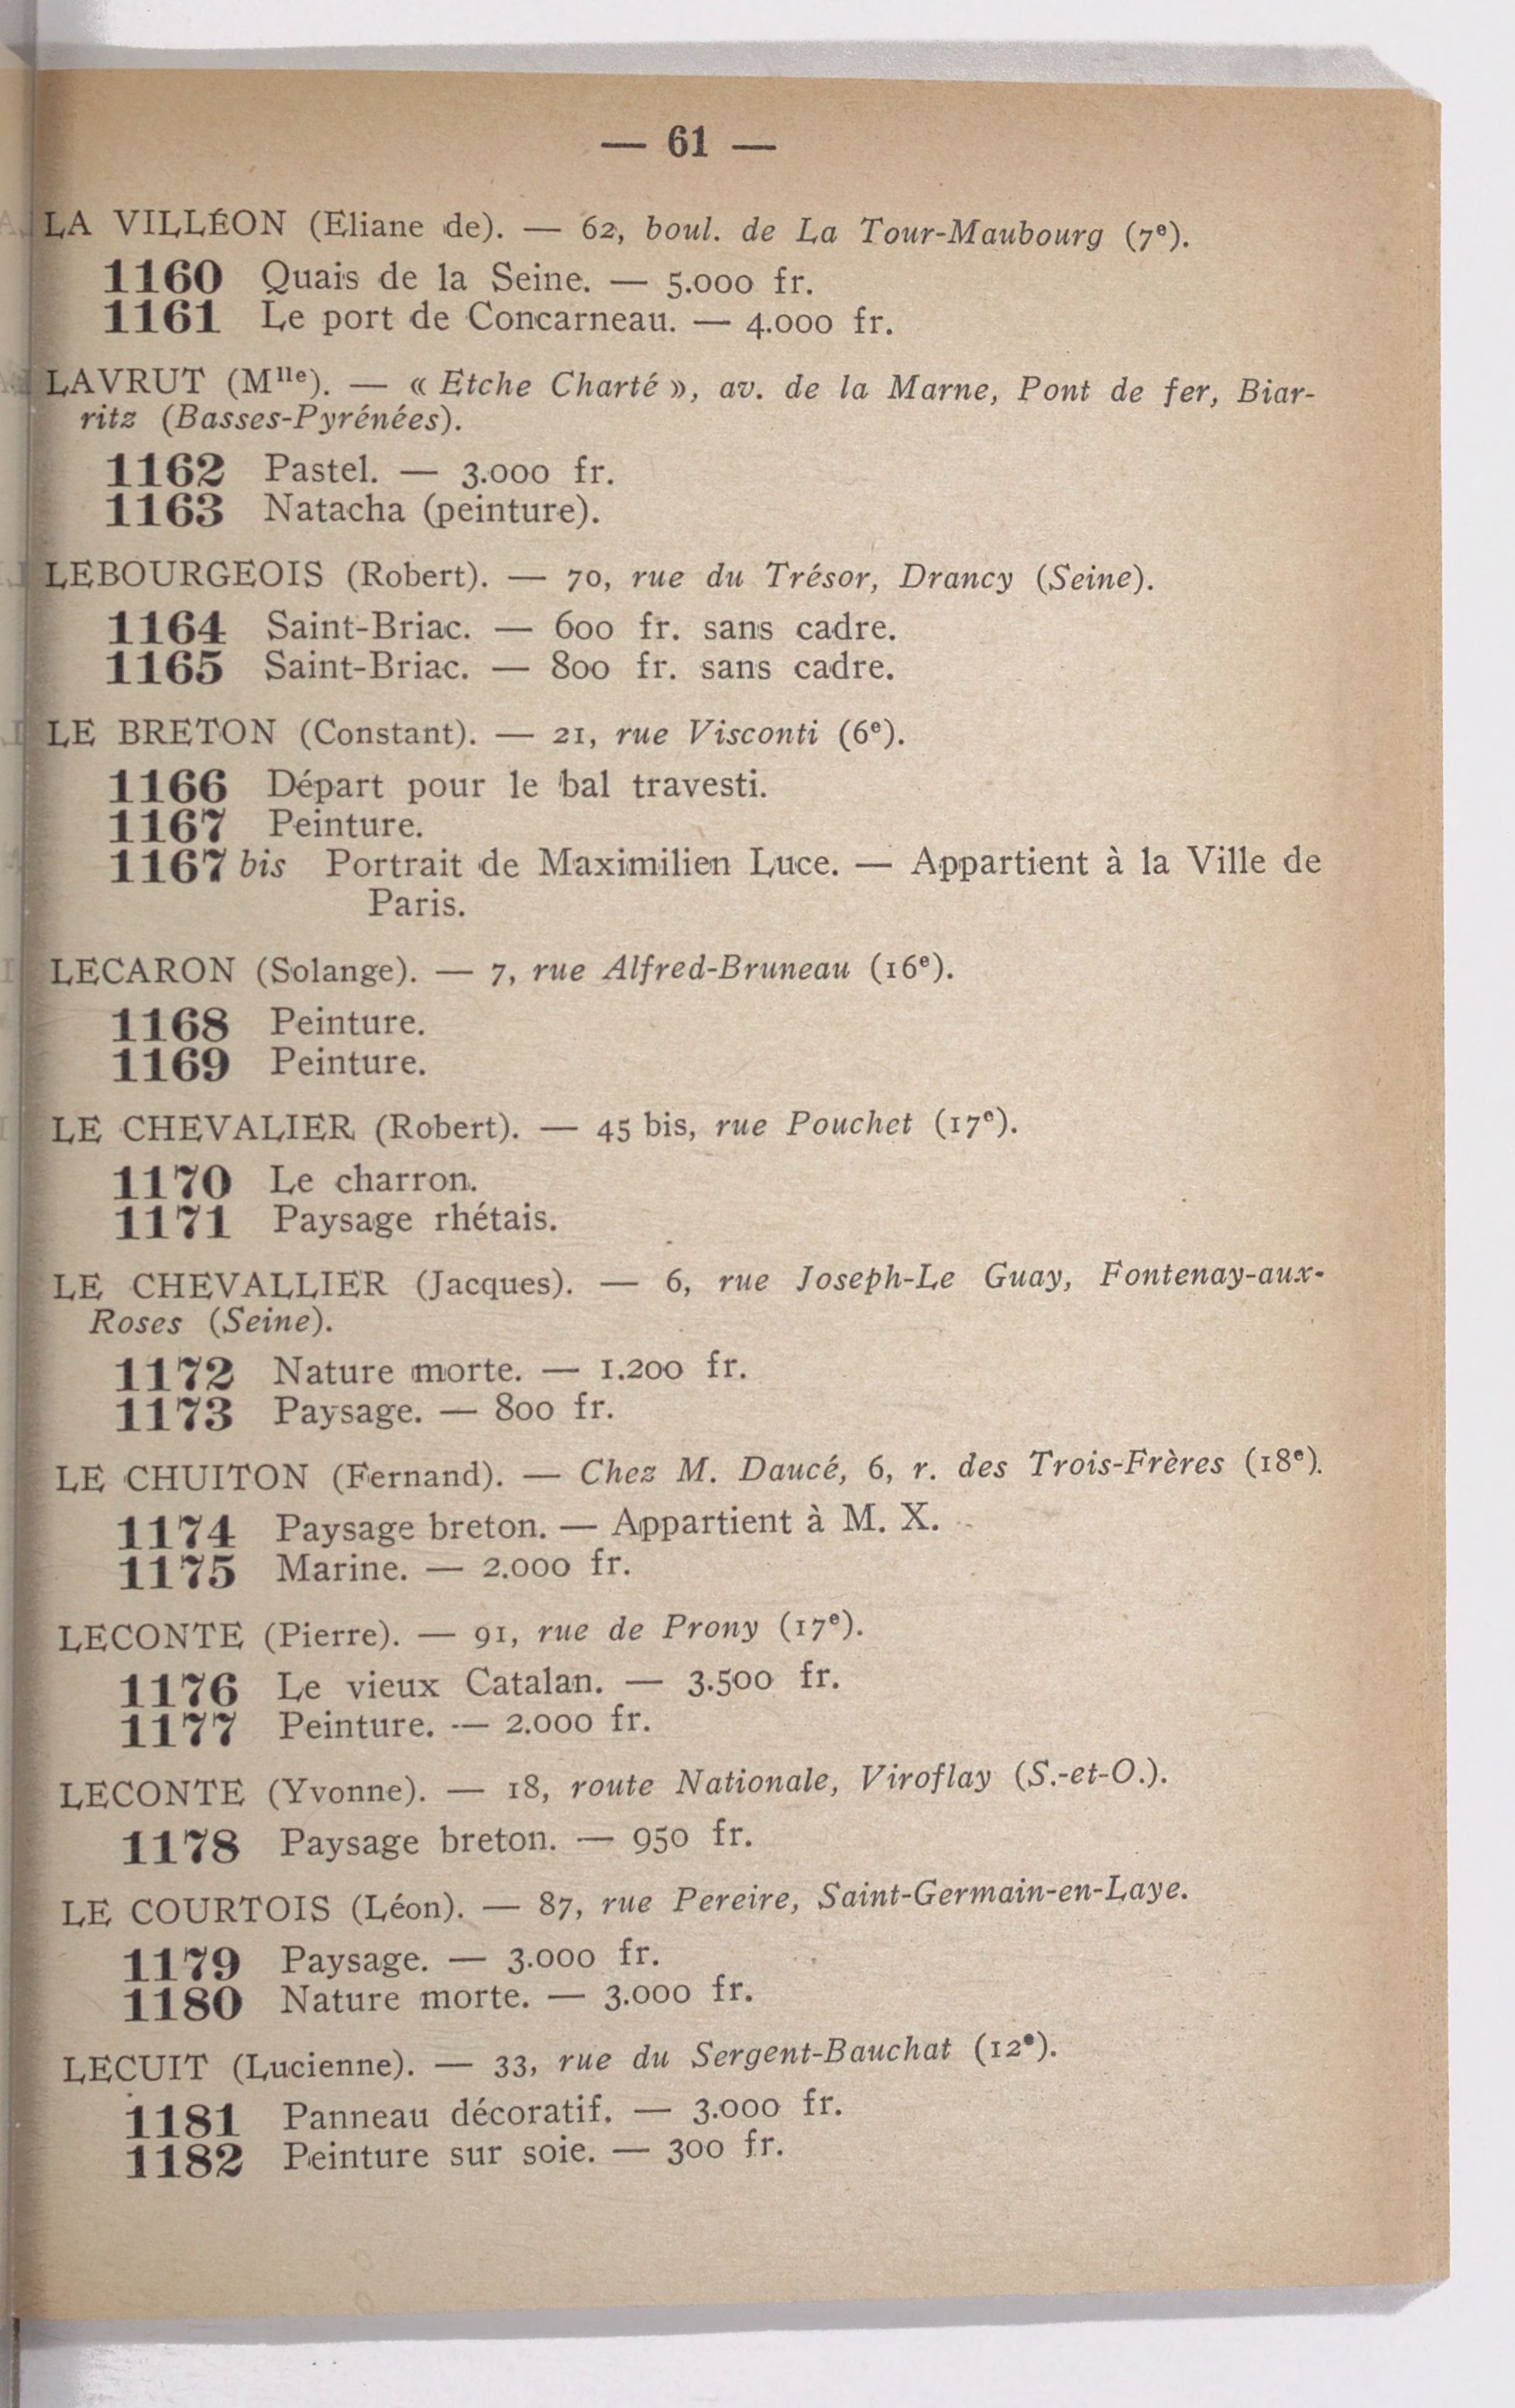 — 61 —
LA VILLÉON (Eliane de). — 62, boul. de La Tour-Maubourg (7e).
1160 Quais de la Seine. — 5.000 fr.
1161 Le port de Concarneau. — 4.000 fr.
LAVRUT (Mlle). — « Etche Charté », av. de la Marne, Pont de fer, Biar-
ritz (Basses-Pyrénées).
1162 Pastel. — 3.000 fr.
1163 Natacha (peinture).
LEBOURGEOIS (Robert). — 70, rue du Trésor, Drancy (Seine).
1164 Saint-Briac. — 600 fr. sans cadre.
1165 Saint-Briac. — 800 fr. sans cadre.
LE BRETON (Constant). — 21, rue Visconti (6e).
1166 Départ pour le bal travesti.
1167 Peinture.
1167 bis Portrait de Maximilien Luce. — Appartient à la Ville de
Paris.
LECARON (Solange). — 7, rue Alfred-Bruneau (16e).
1168 Peinture.
1169 Peinture.
LE CHEVALIER (Robert). — 45 bis, rue Pouchet (17e).
1170 Le charron.
1171 Paysage rhétais.
LE CHEVALLIER (Jacques). — 6, rue Joseph-Le Guay, Fontenay-aux-
Roses (Seine).
1172 Nature morte. — 1.200 fr.
1173 Paysage. — 800 fr.
LE CHUITON (Fernand). — Chez M. Daucé, 6, r. des Trois-Frères (18e).
1174 Paysage breton. — Appartient à M. X.
1175 Marine. — 2.000 fr.
LECONTE (Pierre). — 91, rue de Prony (17e).
1176 Le vieux Catalan. — 3.500 fr.
1177 Peinture. — 2.000 fr.
LECONTE (Yvonne). — 18, route Nationale, Viroflay (S.-et-O.).
1178 Paysage breton. — 950 fr.
LE COURTOIS (Léon). — 87, rue Pereire, Saint-Germain-en-Laye.
1179 Paysage. — 3.000 fr.
1180 Nature morte. — 3.000 fr.
LECUIT (Lucienne). — 33, rue du Sergent-Bauchat (12e).
1181 Panneau décoratif. — 3.000 fr.
1182 Peinture sur soie. — 300 fr.